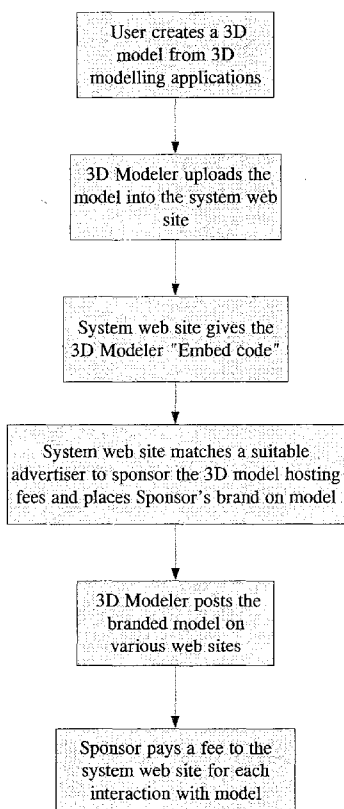 User creates a 3D
model from 3D
modelling applications
3D Modeler uploads the
model into the system web
site
System web site gives the
3D Modeler "Embed code"
System web site matches a suitable
advertiser to sponsor the 3D model hosting
fees and places Sponsor's brand on model
3D Modeler posts the
branded model on
various web sites
Sponsor pays a fee to the
system web site for each
interaction with model